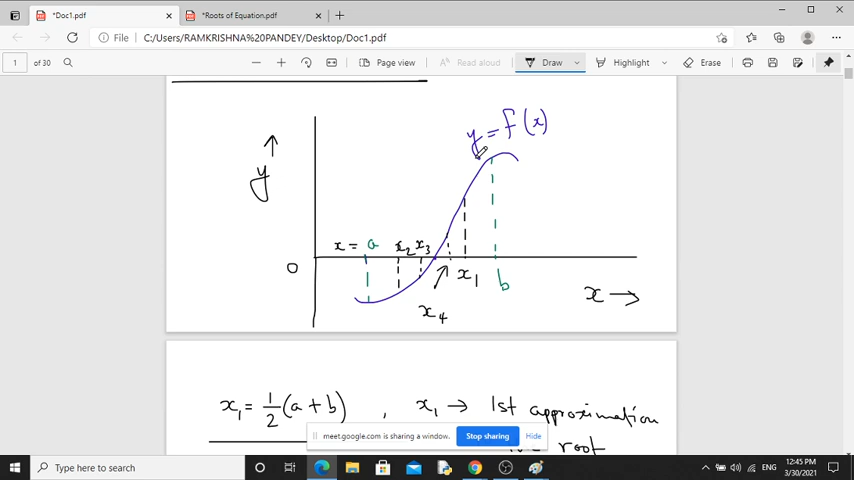 *Doc1.pdf
*Roots of Equation.pdf
File
C:/Users/RAMKRISHNA%20PANDEY/Desktop/Doc1.pdf
1 of 30
Page view
Read aloud
Draw
Highlight
Erase
y = f(x)
y
x = a
x₂
x₃
0
x₁
b
x₄
x
x₁ = 1/2 (a + b) , x₁ → 1st approximation
root
meet.google.com is sharing a window.
Stop sharing
Hide
Type here to search
ENG
12:45 PM
3/30/2021